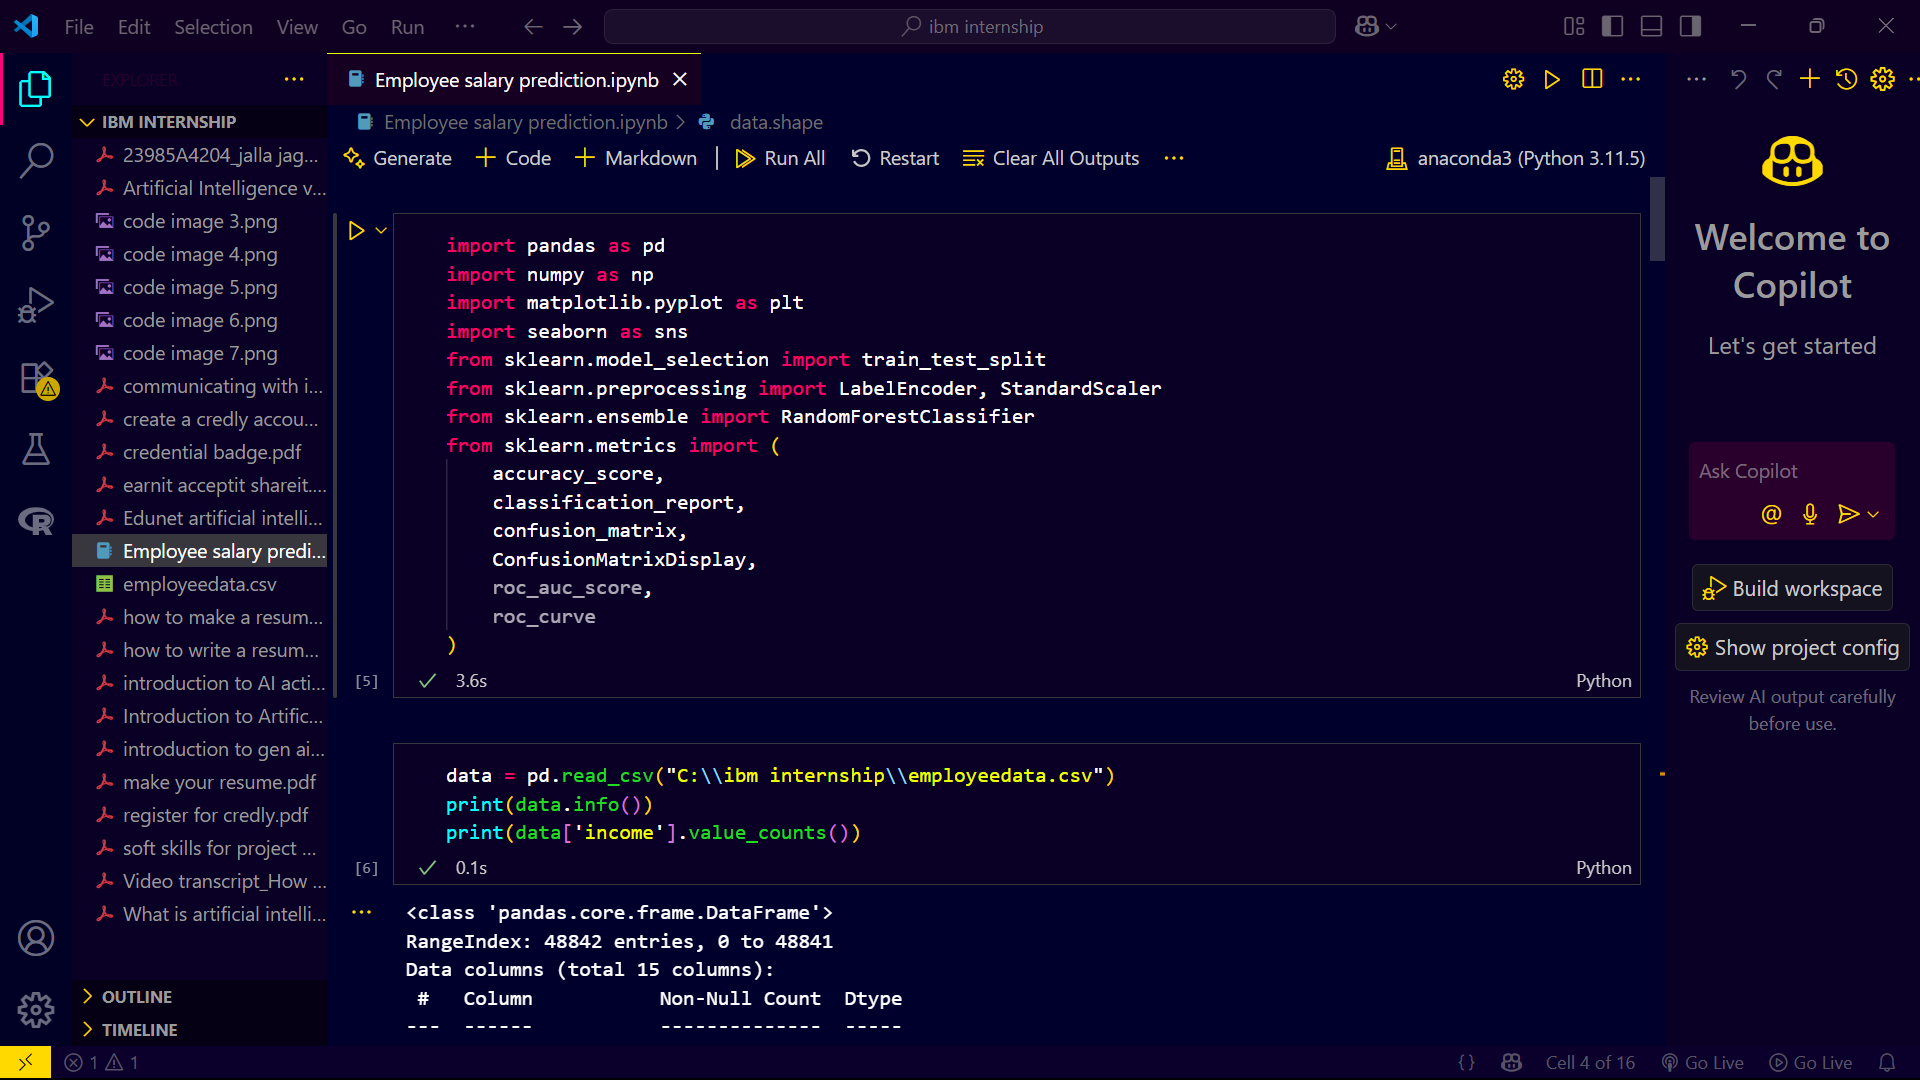 File Edit Selection View Go Run ··· ibm internship
EXPLORER ···
IBM INTERNSHIP
23985A4204_jalla jag...
Artificial Intelligence v...
code image 3.png
code image 4.png
code image 5.png
code image 6.png
code image 7.png
communicating with i...
create a credly accou...
credential badge.pdf
earnit acceptit shareit....
Edunet artificial intelli...
Employee salary predi...
employeedata.csv
how to make a resum...
how to write a resum...
introduction to AI acti...
Introduction to Artific...
introduction to gen ai...
make your resume.pdf
register for credly.pdf
soft skills for project ...
Video transcript_How ...
What is artificial intelli...
OUTLINE
TIMELINE
Employee salary prediction.ipynb
Employee salary prediction.ipynb > data.shape
Generate + Code + Markdown | Run All Restart Clear All Outputs ··· anaconda3 (Python 3.11.5)
import pandas as pd
import numpy as np
import matplotlib.pyplot as plt
import seaborn as sns
from sklearn.model_selection import train_test_split
from sklearn.preprocessing import LabelEncoder, StandardScaler
from sklearn.ensemble import RandomForestClassifier
from sklearn.metrics import (
    accuracy_score,
    classification_report,
    confusion_matrix,
    ConfusionMatrixDisplay,
    roc_auc_score,
    roc_curve
)
[5] ✓ 3.6s Python
data = pd.read_csv("C:\\ibm internship\\employeedata.csv")
print(data.info())
print(data['income'].value_counts())
[6] ✓ 0.1s Python
<class 'pandas.core.frame.DataFrame'>
RangeIndex: 48842 entries, 0 to 48841
Data columns (total 15 columns):
 #   Column           Non-Null Count  Dtype
---  ------           --------------  -----
Welcome to
Copilot
Let's get started
Ask Copilot
@
Build workspace
Show project config
Review AI output carefully
before use.
1 1 {} Cell 4 of 16 Go Live Go Live